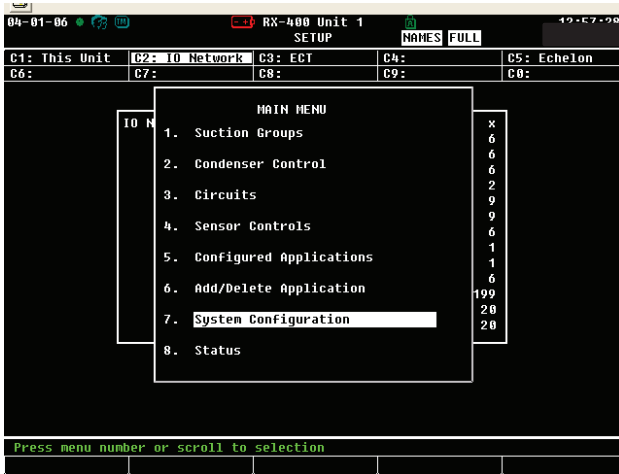 04-01-06 RX-400 Unit 1 12:57:28
SETUP NAMES FULL
C1: This Unit C2: IO Network C3: ECT C4: C5: Echelon
C6: C7: C8: C9: C0:
MAIN MENU
IO N x
1. Suction Groups 6
6
2. Condenser Control 6
2
3. Circuits 9
9
4. Sensor Controls 6
1
5. Configured Applications 1
6
6. Add/Delete Application 199
20
7. System Configuration 20
8. Status
Press menu number or scroll to selection